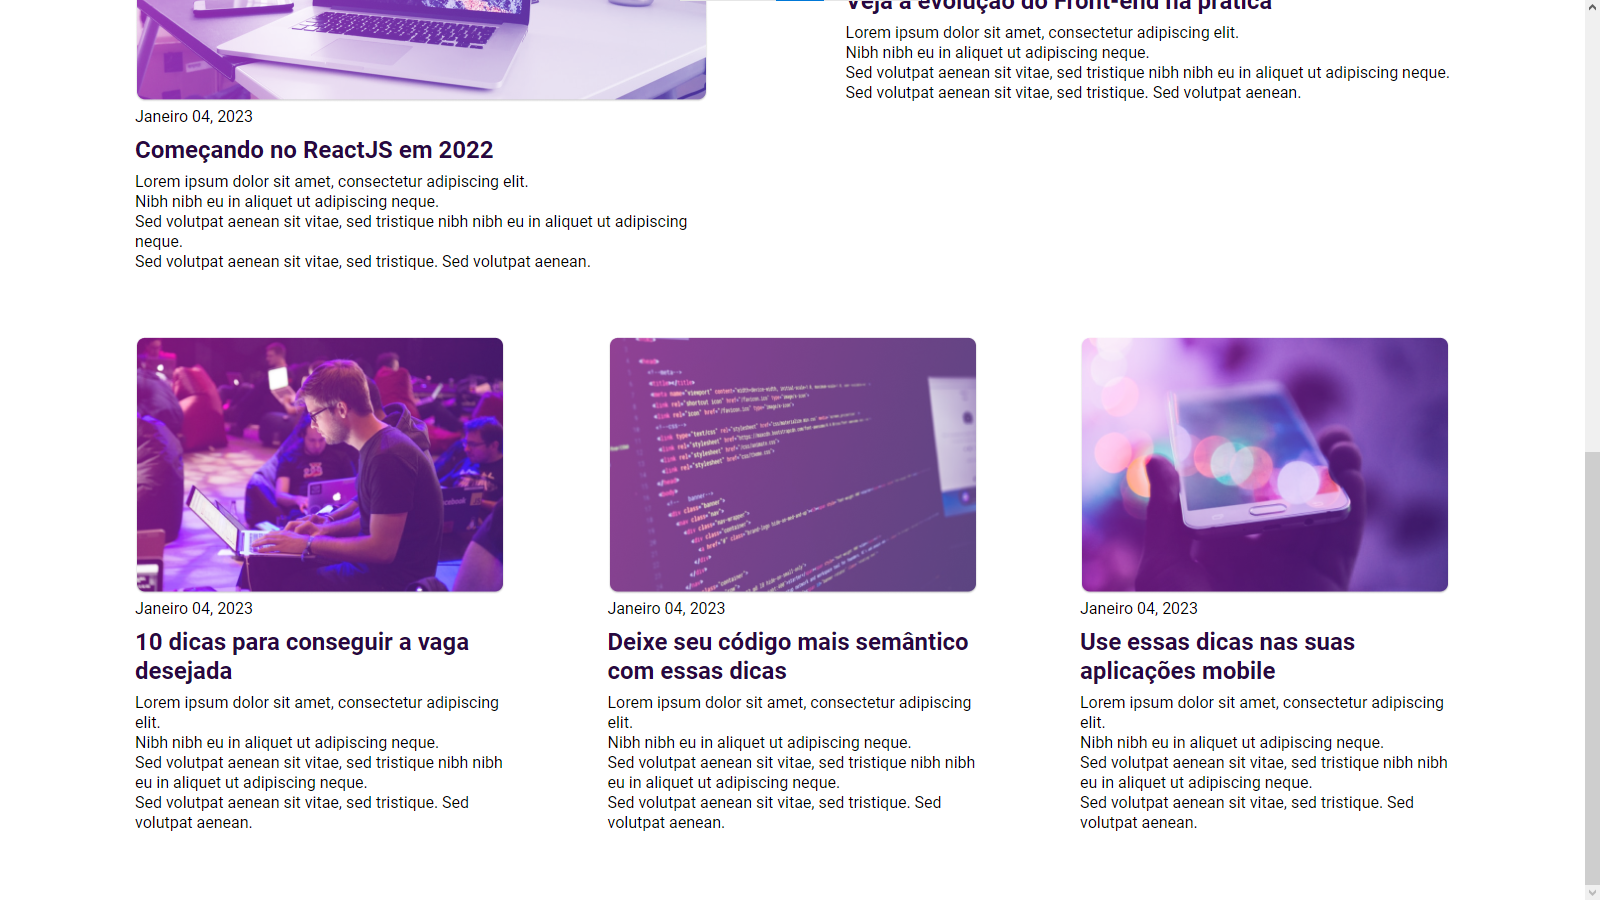 Veja a evolução do Front-end na prática
Lorem ipsum dolor sit amet, consectetur adipiscing elit.
Nibh nibh eu in aliquet ut adipiscing neque.
Sed volutpat aenean sit vitae, sed tristique nibh nibh eu in aliquet ut adipiscing neque.
Sed volutpat aenean sit vitae, sed tristique. Sed volutpat aenean.
Janeiro 04, 2023
Começando no ReactJS em 2022
Lorem ipsum dolor sit amet, consectetur adipiscing elit.
Nibh nibh eu in aliquet ut adipiscing neque.
Sed volutpat aenean sit vitae, sed tristique nibh nibh eu in aliquet ut adipiscing
neque.
Sed volutpat aenean sit vitae, sed tristique. Sed volutpat aenean.
Janeiro 04, 2023
10 dicas para conseguir a vaga
desejada
Lorem ipsum dolor sit amet, consectetur adipiscing
elit.
Nibh nibh eu in aliquet ut adipiscing neque.
Sed volutpat aenean sit vitae, sed tristique nibh nibh
eu in aliquet ut adipiscing neque.
Sed volutpat aenean sit vitae, sed tristique. Sed
volutpat aenean.
Janeiro 04, 2023
Deixe seu código mais semântico
com essas dicas
Lorem ipsum dolor sit amet, consectetur adipiscing
elit.
Nibh nibh eu in aliquet ut adipiscing neque.
Sed volutpat aenean sit vitae, sed tristique nibh nibh
eu in aliquet ut adipiscing neque.
Sed volutpat aenean sit vitae, sed tristique. Sed
volutpat aenean.
Janeiro 04, 2023
Use essas dicas nas suas
aplicações mobile
Lorem ipsum dolor sit amet, consectetur adipiscing
elit.
Nibh nibh eu in aliquet ut adipiscing neque.
Sed volutpat aenean sit vitae, sed tristique nibh nibh
eu in aliquet ut adipiscing neque.
Sed volutpat aenean sit vitae, sed tristique. Sed
volutpat aenean.